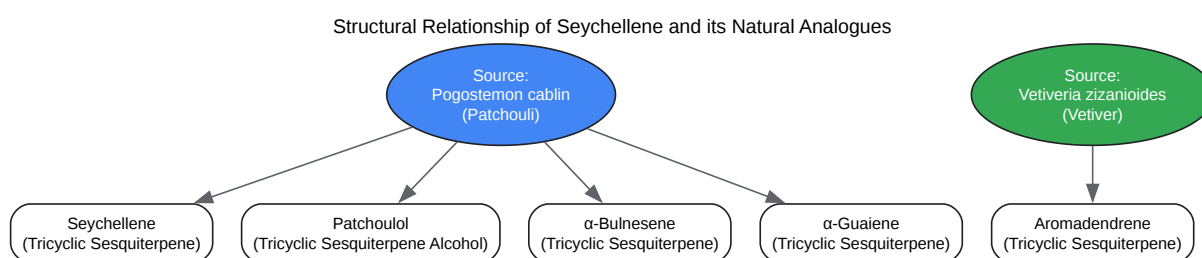 Structural Relationship of Seychellene and its Natural Analogues
Source:
Pogostemon cablin
(Patchouli)
Source:
Vetiveria zizanioides
(Vetiver)
Seychellene
(Tricyclic Sesquiterpene)
Patchoulol
(Tricyclic Sesquiterpene Alcohol)
α-Bulnesene
(Tricyclic Sesquiterpene)
α-Guaiene
(Tricyclic Sesquiterpene)
Aromadendrene
(Tricyclic Sesquiterpene)